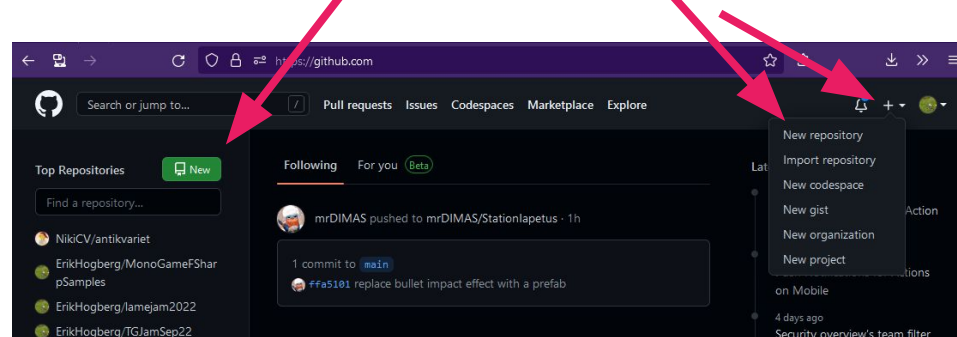 https://github.com
Search or jump to...
/
Pull requests Issues Codespaces Marketplace Explore
Top Repositories
New
Find a repository...
NikiCV/antikvariet
ErikHogberg/MonoGameFShar
pSamples
ErikHogberg/lamejam2022
ErikHogberg/TGJamSep22
Following For you Beta
mrDIMAS pushed to mrDIMAS/StationIapetus · 1h
1 commit to main
ffa5101 replace bullet impact effect with a prefab
New repository
Import repository
New codespace
New gist
New organization
New project
Lat
Action
on Mobile
4 days ago
Security overview's team filter